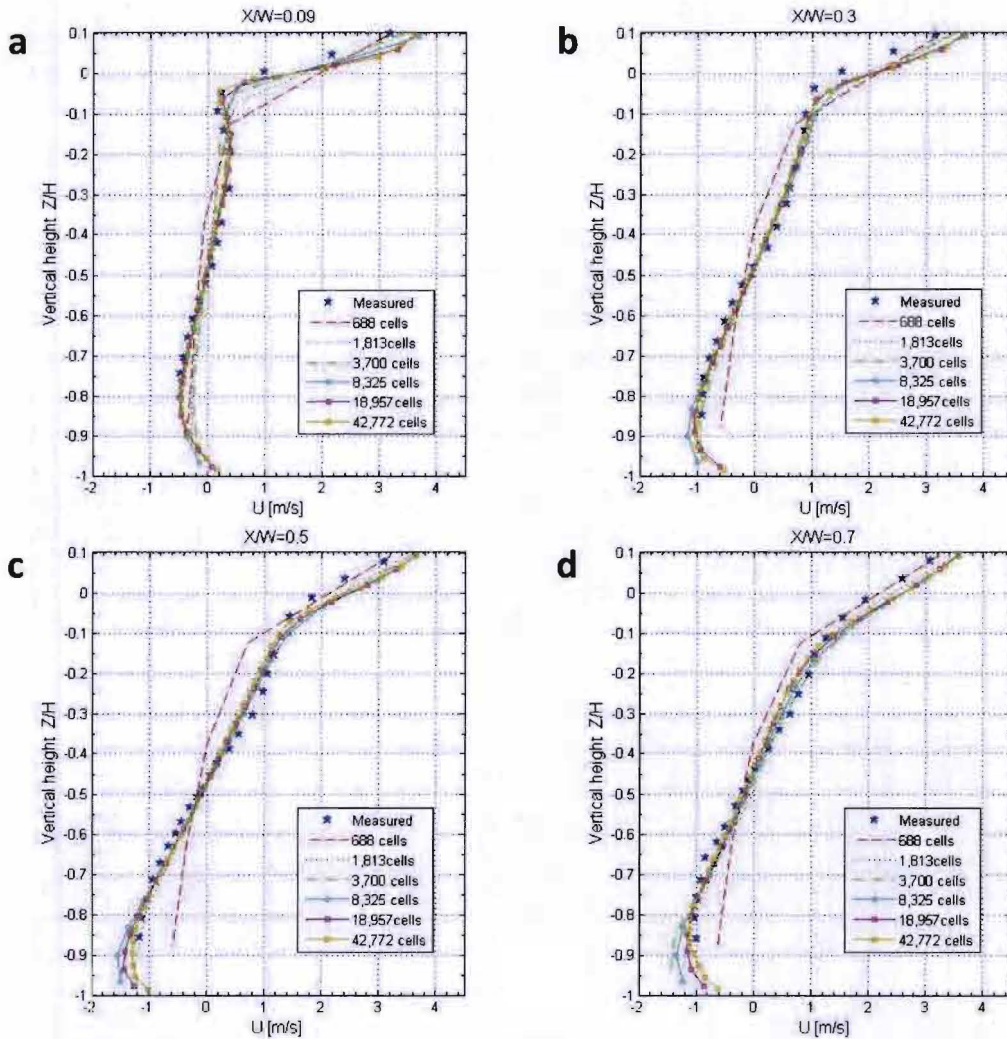 a
X/W=0.09
0.1
0
-0.1
-0.2
-0.3
-0.4
-0.5
-0.6
-0.7
-0.8
-0.9
-1
Vertical height Z/H
Measured
688 cells
1,813cells
3,700 cells
8,325 cells
18,957cells
42,772 cells
-2
-1
0
1
2
3
4
U [m/s]
b
X/W=0.3
0.1
0
-0.1
-0.2
-0.3
-0.4
-0.5
-0.6
-0.7
-0.8
-0.9
-1
Vertical height Z/H
Measured
688 cells
1,813cells
3,700 cells
8,325 cells
18,957cells
42,772 cells
-2
-1
0
1
2
3
4
U [m/s]
c
X/W=0.5
0.1
0
-0.1
-0.2
-0.3
-0.4
-0.5
-0.6
-0.7
-0.8
-0.9
-1
Vertical height Z/H
Measured
688 cells
1,813cells
3,700 cells
8,325 cells
18,957cells
42,772 cells
-2
-1
0
1
2
3
4
U [m/s]
d
X/W=0.7
0.1
0
-0.1
-0.2
-0.3
-0.4
-0.5
-0.6
-0.7
-0.8
-0.9
-1
Vertical height Z/H
Measured
688 cells
1,813cells
3,700 cells
8,325 cells
18,957cells
42,772 cells
-2
-1
0
1
2
3
4
U [m/s]